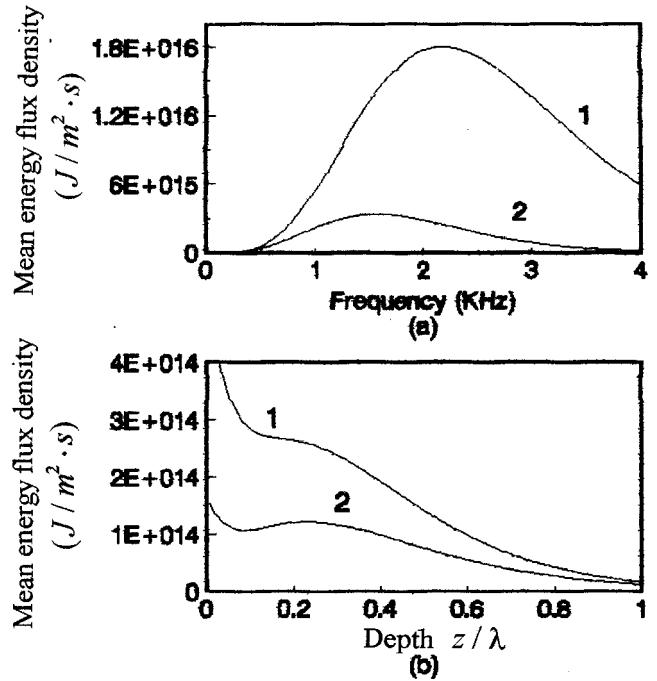 Mean energy flux density
(J/m²·s)
1.8E+016
1.2E+016
6E+015
0
1
2
0 1 2 3 4
Frequency (KHz)
(a)
Mean energy flux density
(J/m²·s)
4E+014
3E+014
2E+014
1E+014
0
1
2
0 0.2 0.4 0.6 0.8 1
Depth z/λ
(b)